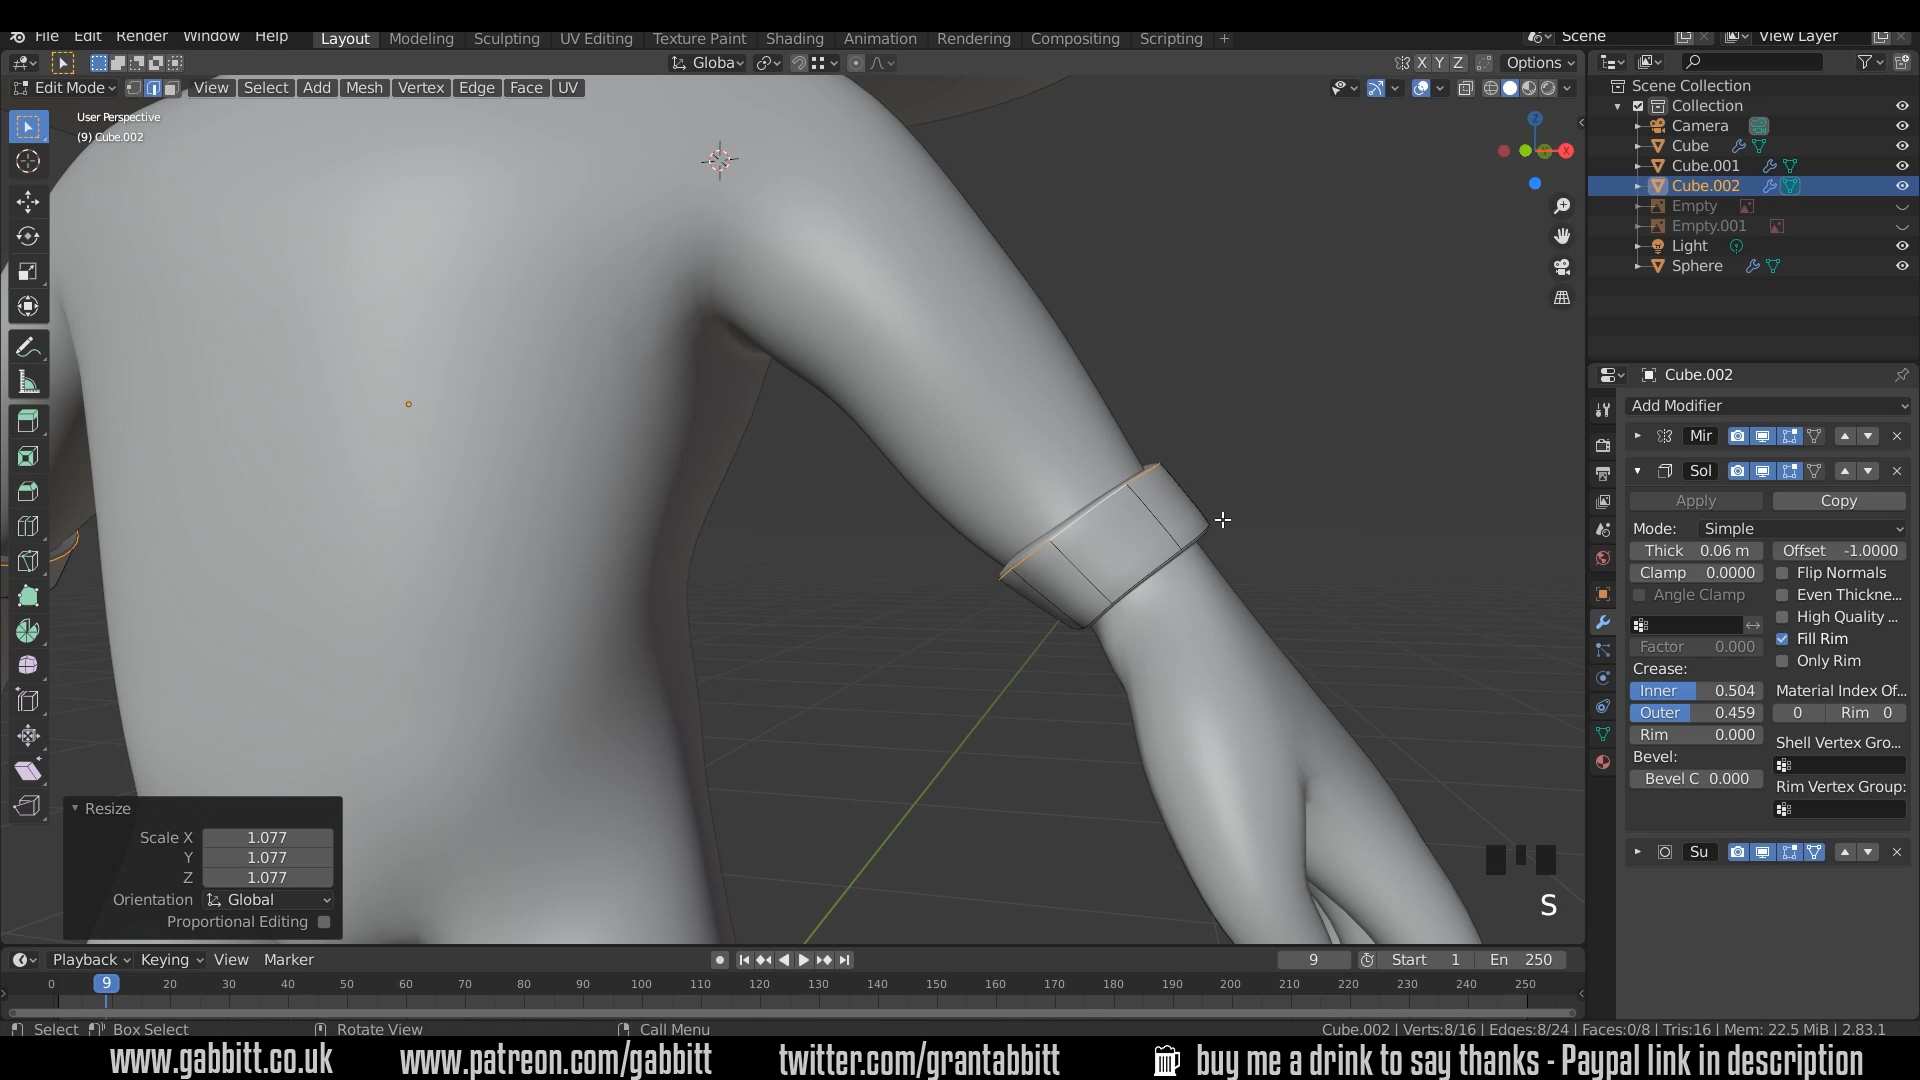 File Edit Render Window Help Layout Modeling Sculpting UV Editing Texture Paint Shading Animation Rendering Compositing Scripting + Scene View Layer
Globa X Y Z Options
Edit Mode View Select Add Mesh Vertex Edge Face UV
User Perspective
(9) Cube.002
Z
X
Scene Collection
Collection
Camera
Cube
Cube.001
Cube.002
Empty
Empty.001
Light
Sphere
Cube.002
Add Modifier
Mir
Sol
Apply Copy
Mode: Simple
Thick 0.06 m Offset -1.0000
Clamp 0.0000 Flip Normals
Angle Clamp Even Thickne...
High Quality ...
Factor 0.000 Fill Rim
Crease: Only Rim
Inner 0.504 Material Index Of...
Outer 0.459 0 Rim 0
Rim 0.000 Shell Vertex Gro...
Bevel:
Bevel C 0.000 Rim Vertex Group:
Su
Resize
Scale X 1.077
Y 1.077
Z 1.077
Orientation Global
Proportional Editing
S
Playback Keying View Marker 9 Start 1 En 250
0 9 20 30 40 50 60 70 80 90 100 110 120 130 140 150 160 170 180 190 200 210 220 230 240 250
Select Box Select Rotate View Call Menu Cube.002 | Verts:8/16 | Edges:8/24 | Faces:0/8 | Tris:16 | Mem: 22.5 MiB | 2.83.1
www.gabbitt.co.uk www.patreon.com/gabbitt twitter.com/grantabbitt buy me a drink to say thanks - Paypal link in description